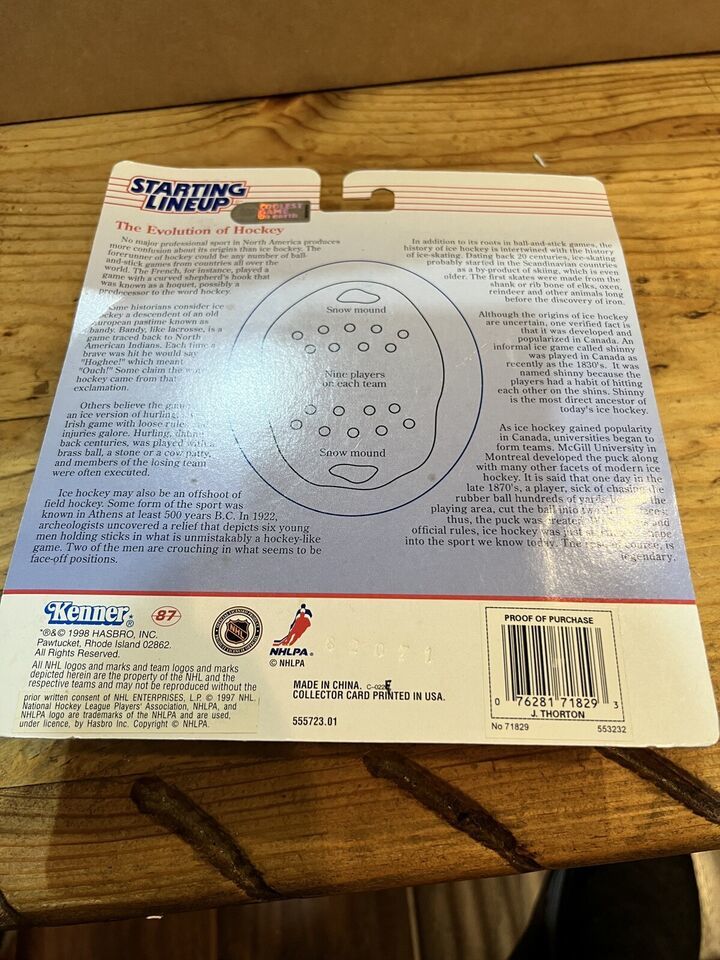 STARTING
LINEUP
COOLEST
GAME
on earth
The Evolution of Hockey
No major professional sport in North America produces
more confusion about its origins than ice hockey. The
forerunner of hockey could be any number of ball-
and-stick games from countries all over the
world. The French, for instance, played a
game with a curved shepherd's hook that
was known as a hoquet, possibly a
predecessor to the word hockey.
Some historians consider ice
hockey a descendent of an old
European pastime known as
bandy. Bandy, like lacrosse, is a
game traced back to North
American Indians. Each time a
brave was hit he would say
"Hoghee!" which meant
"Ouch!" Some claim the word
hockey came from that
exclamation.
Others believe the game
an ice version of hurling,
Irish game with loose rules
injuries galore. Hurling, dating
back centuries, was played with a
brass ball, a stone or a cow patty,
and members of the losing team
were often executed.
Ice hockey may also be an offshoot of
field hockey. Some form of the sport was
known in Athens at least 500 years B.C. In 1922,
archeologists uncovered a relief that depicts six young
men holding sticks in what is unmistakably a hockey-like
game. Two of the men are crouching in what seems to be
face-off positions.
Snow mound
Nine players
on each team
Snow mound
In addition to its roots in ball-and-stick games, the
history of ice hockey is intertwined with the history
of ice-skating. Dating back 20 centuries, ice-skating
probably started in the Scandinavian countries
as a by-product of skiing, which is even
older. The first skates were made from the
shank or rib bone of elks, oxen,
reindeer and other animals long
before the discovery of iron.
Although the origins of ice hockey
are uncertain, one verified fact is
that it was developed and
popularized in Canada. An
informal ice game called shinny
was played in Canada as
recently as the 1830's. It was
named shinny because the
players had a habit of hitting
each other on the shins. Shinny
is the most direct ancestor of
today's ice hockey.
As ice hockey gained popularity
in Canada, universities began to
form teams. McGill University in
Montreal developed the puck along
with many other facets of modern ice
hockey. It is said that one day in the
late 1870's, a player, sick of chasing the
rubber ball hundreds of yards the
playing area, cut the ball into pieces;
thus, the puck was created. and
official rules, ice hockey was just
into the sport we know today. The course, is
legendary.
Kenner®
87
*®&© 1998 HASBRO, INC.
Pawtucket, Rhode Island 02862.
All Rights Reserved.
All NHL logos and marks and team logos and marks
depicted herein are the property of the NHL and the
respective teams and may not be reproduced without the
prior written consent of NHL ENTERPRISES, L.P. © 1997 NHL.
National Hockey League Players' Association, NHLPA, and
NHLPA logo are trademarks of the NHLPA and are used,
under licence, by Hasbro Inc. Copyright © NHLPA.
NHL
NHLPA.
© NHLPA
MADE IN CHINA. C-022E
COLLECTOR CARD PRINTED IN USA.
555723.01
PROOF OF PURCHASE
0 76281 71829 3
J. THORTON
No 71829 553232